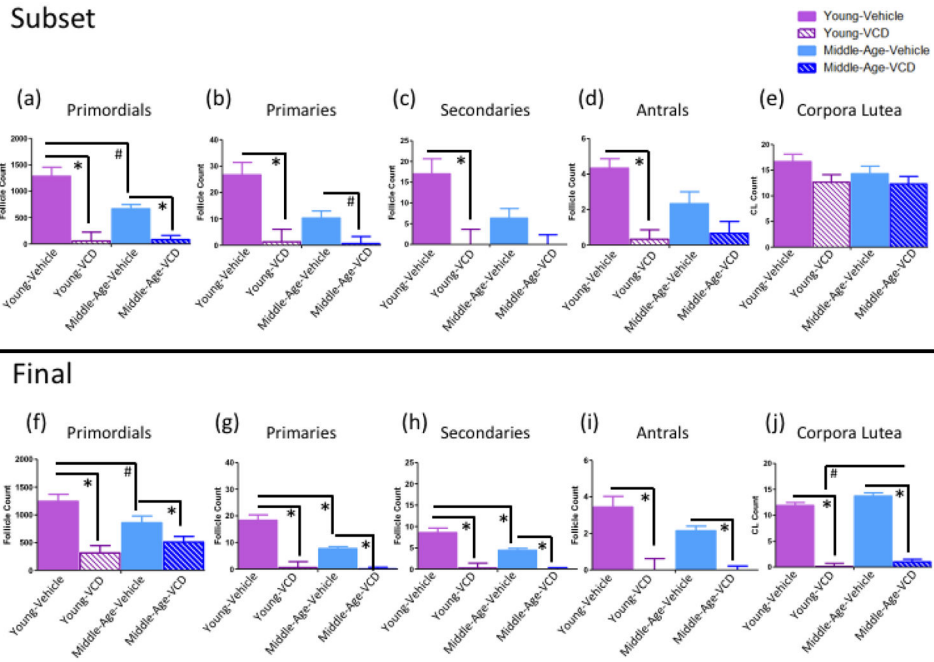 Subset
Young-Vehicle
Young-VCD
Middle-Age-Vehicle
Middle-Age-VCD
(a) Primordials
(b) Primaries
(c) Secondaries
(d) Antrals
(e) Corpora Lutea
Follicle Count
2000
1500
1000
500
0
#
*
*
Young-Vehicle
Young-VCD
Middle-Age-Vehicle
Middle-Age-VCD
Follicle Count
40
30
20
10
0
*
#
Young-Vehicle
Young-VCD
Middle-Age-Vehicle
Middle-Age-VCD
Follicle Count
25
20
15
10
5
0
*
Young-Vehicle
Young-VCD
Middle-Age-Vehicle
Middle-Age-VCD
Follicle Count
6
4
2
0
*
Young-Vehicle
Young-VCD
Middle-Age-Vehicle
Middle-Age-VCD
CL Count
20
15
10
5
0
Young-Vehicle
Young-VCD
Middle-Age-Vehicle
Middle-Age-VCD
Final
(f) Primordials
(g) Primaries
(h) Secondaries
(i) Antrals
(j) Corpora Lutea
Follicle Count
2000
1500
1000
500
0
#
*
*
Young-Vehicle
Young-VCD
Middle-Age-Vehicle
Middle-Age-VCD
Follicle Count
40
30
20
10
0
*
*
*
Young-Vehicle
Young-VCD
Middle-Age-Vehicle
Middle-Age-VCD
Follicle Count
25
20
15
10
5
0
*
*
*
Young-Vehicle
Young-VCD
Middle-Age-Vehicle
Middle-Age-VCD
Follicle Count
6
4
2
0
*
*
Young-Vehicle
Young-VCD
Middle-Age-Vehicle
Middle-Age-VCD
CL Count
20
15
10
5
0
#
*
*
Young-Vehicle
Young-VCD
Middle-Age-Vehicle
Middle-Age-VCD